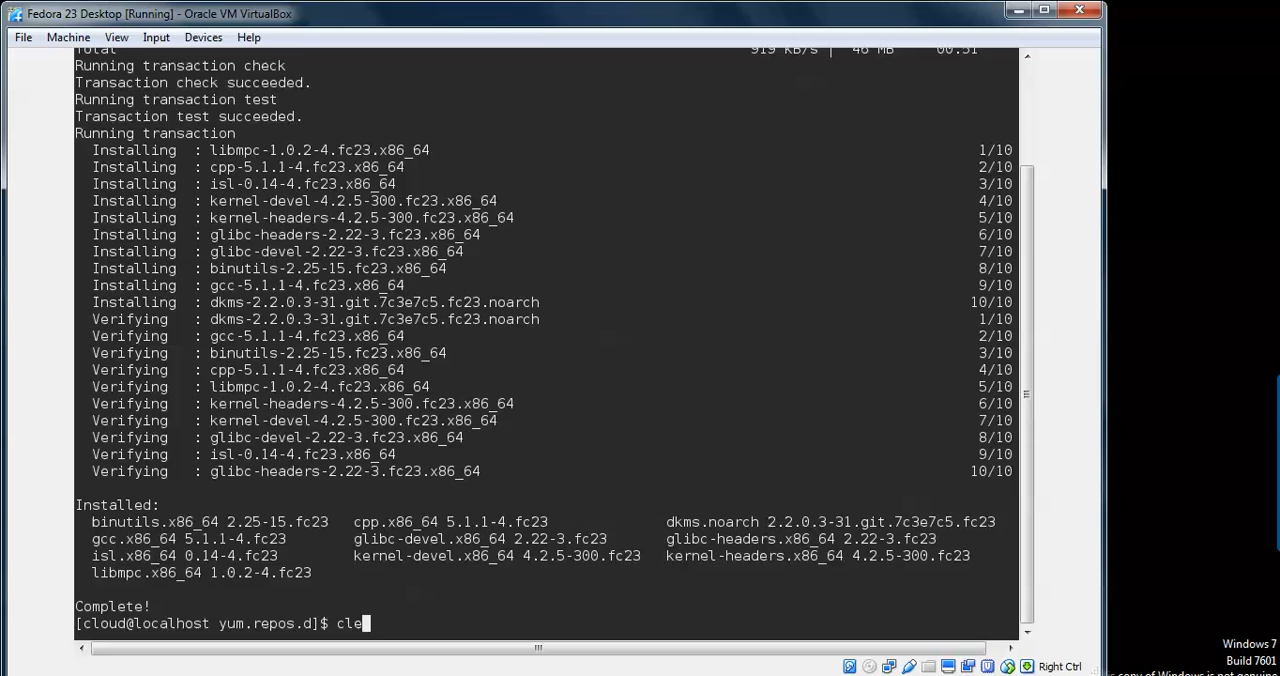 Fedora 23 Desktop [Running] - Oracle VM VirtualBox
File Machine View Input Devices Help
Total 919 KB/s | 46 MB 00:51
Running transaction check
Transaction check succeeded.
Running transaction test
Transaction test succeeded.
Running transaction
Installing : libmpc-1.0.2-4.fc23.x86_64 1/10
Installing : cpp-5.1.1-4.fc23.x86_64 2/10
Installing : isl-0.14-4.fc23.x86_64 3/10
Installing : kernel-devel-4.2.5-300.fc23.x86_64 4/10
Installing : kernel-headers-4.2.5-300.fc23.x86_64 5/10
Installing : glibc-headers-2.22-3.fc23.x86_64 6/10
Installing : glibc-devel-2.22-3.fc23.x86_64 7/10
Installing : binutils-2.25-15.fc23.x86_64 8/10
Installing : gcc-5.1.1-4.fc23.x86_64 9/10
Installing : dkms-2.2.0.3-31.git.7c3e7c5.fc23.noarch 10/10
Verifying : dkms-2.2.0.3-31.git.7c3e7c5.fc23.noarch 1/10
Verifying : gcc-5.1.1-4.fc23.x86_64 2/10
Verifying : binutils-2.25-15.fc23.x86_64 3/10
Verifying : cpp-5.1.1-4.fc23.x86_64 4/10
Verifying : libmpc-1.0.2-4.fc23.x86_64 5/10
Verifying : kernel-headers-4.2.5-300.fc23.x86_64 6/10
Verifying : kernel-devel-4.2.5-300.fc23.x86_64 7/10
Verifying : glibc-devel-2.22-3.fc23.x86_64 8/10
Verifying : isl-0.14-4.fc23.x86_64 9/10
Verifying : glibc-headers-2.22-3.fc23.x86_64 10/10
Installed:
binutils.x86_64 2.25-15.fc23 cpp.x86_64 5.1.1-4.fc23 dkms.noarch 2.2.0.3-31.git.7c3e7c5.fc23
gcc.x86_64 5.1.1-4.fc23 glibc-devel.x86_64 2.22-3.fc23 glibc-headers.x86_64 2.22-3.fc23
isl.x86_64 0.14-4.fc23 kernel-devel.x86_64 4.2.5-300.fc23 kernel-headers.x86_64 4.2.5-300.fc23
libmpc.x86_64 1.0.2-4.fc23
Complete!
[cloud@localhost yum.repos.d]$ cle
Right Ctrl
Windows 7
Build 7601
copy of Windows is not genuine